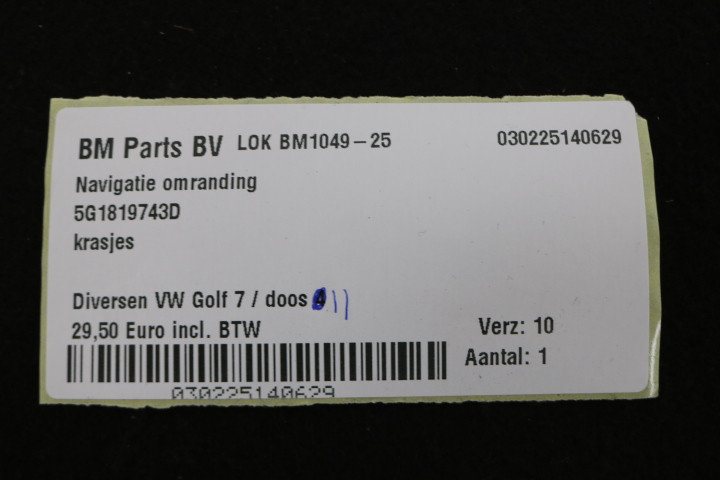 BM Parts BV LOK BM1049-25 030225140629
Navigatie omranding
5G1819743D
krasjes
Diversen VW Golf 7 / doos 11
29,50 Euro incl. BTW Verz: 10
Aantal: 1
030225140629